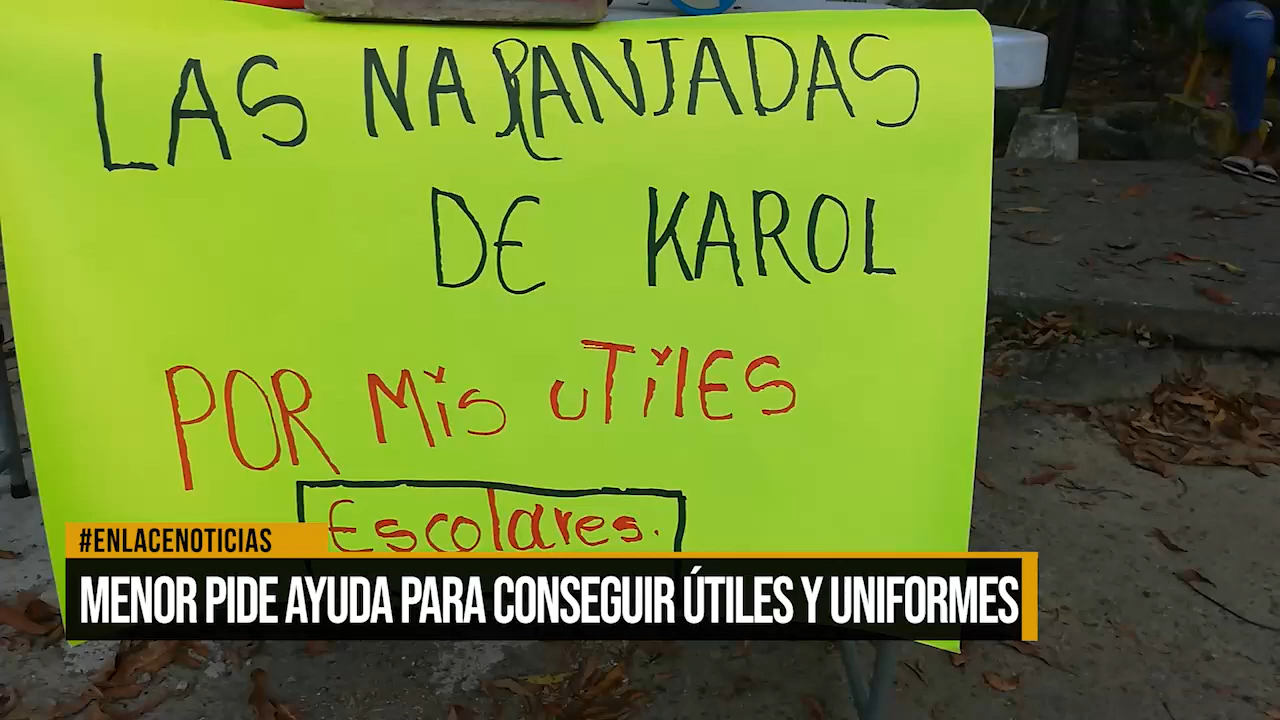 LAS NARANJADAS
DE KAROL
POR Mis uTiLES
Escolares.
#ENLACENOTICIAS
MENOR PIDE AYUDA PARA CONSEGUIR ÚTILES Y UNIFORMES